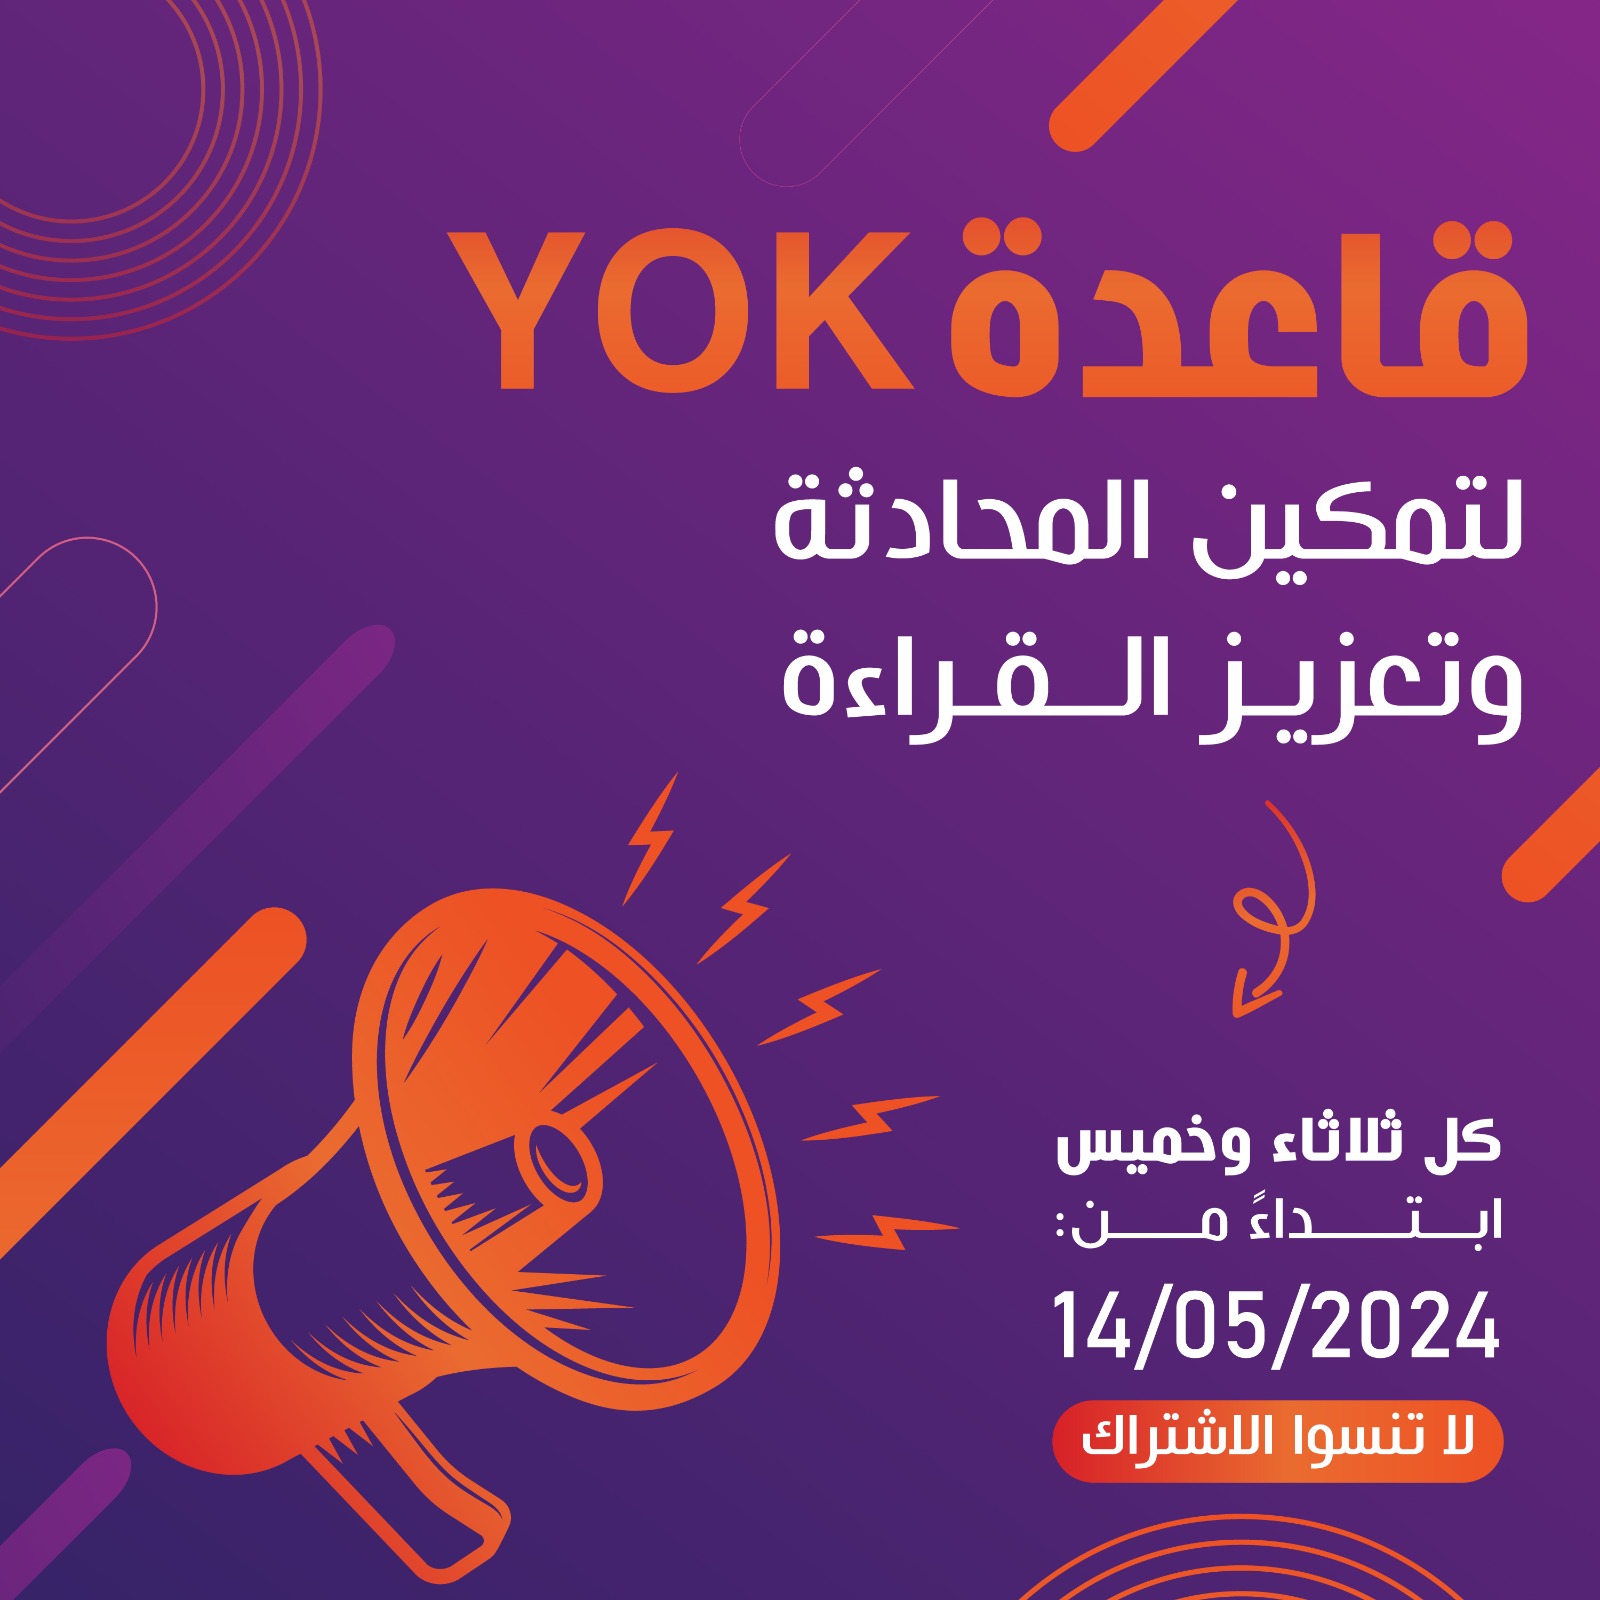 قاعدة YOK
لتمكين المحادثة
وتعزيز القراءة
كل ثلاثاء وخميس
ابتداءً من:
14/05/2024
لا تنسوا الاشتراك